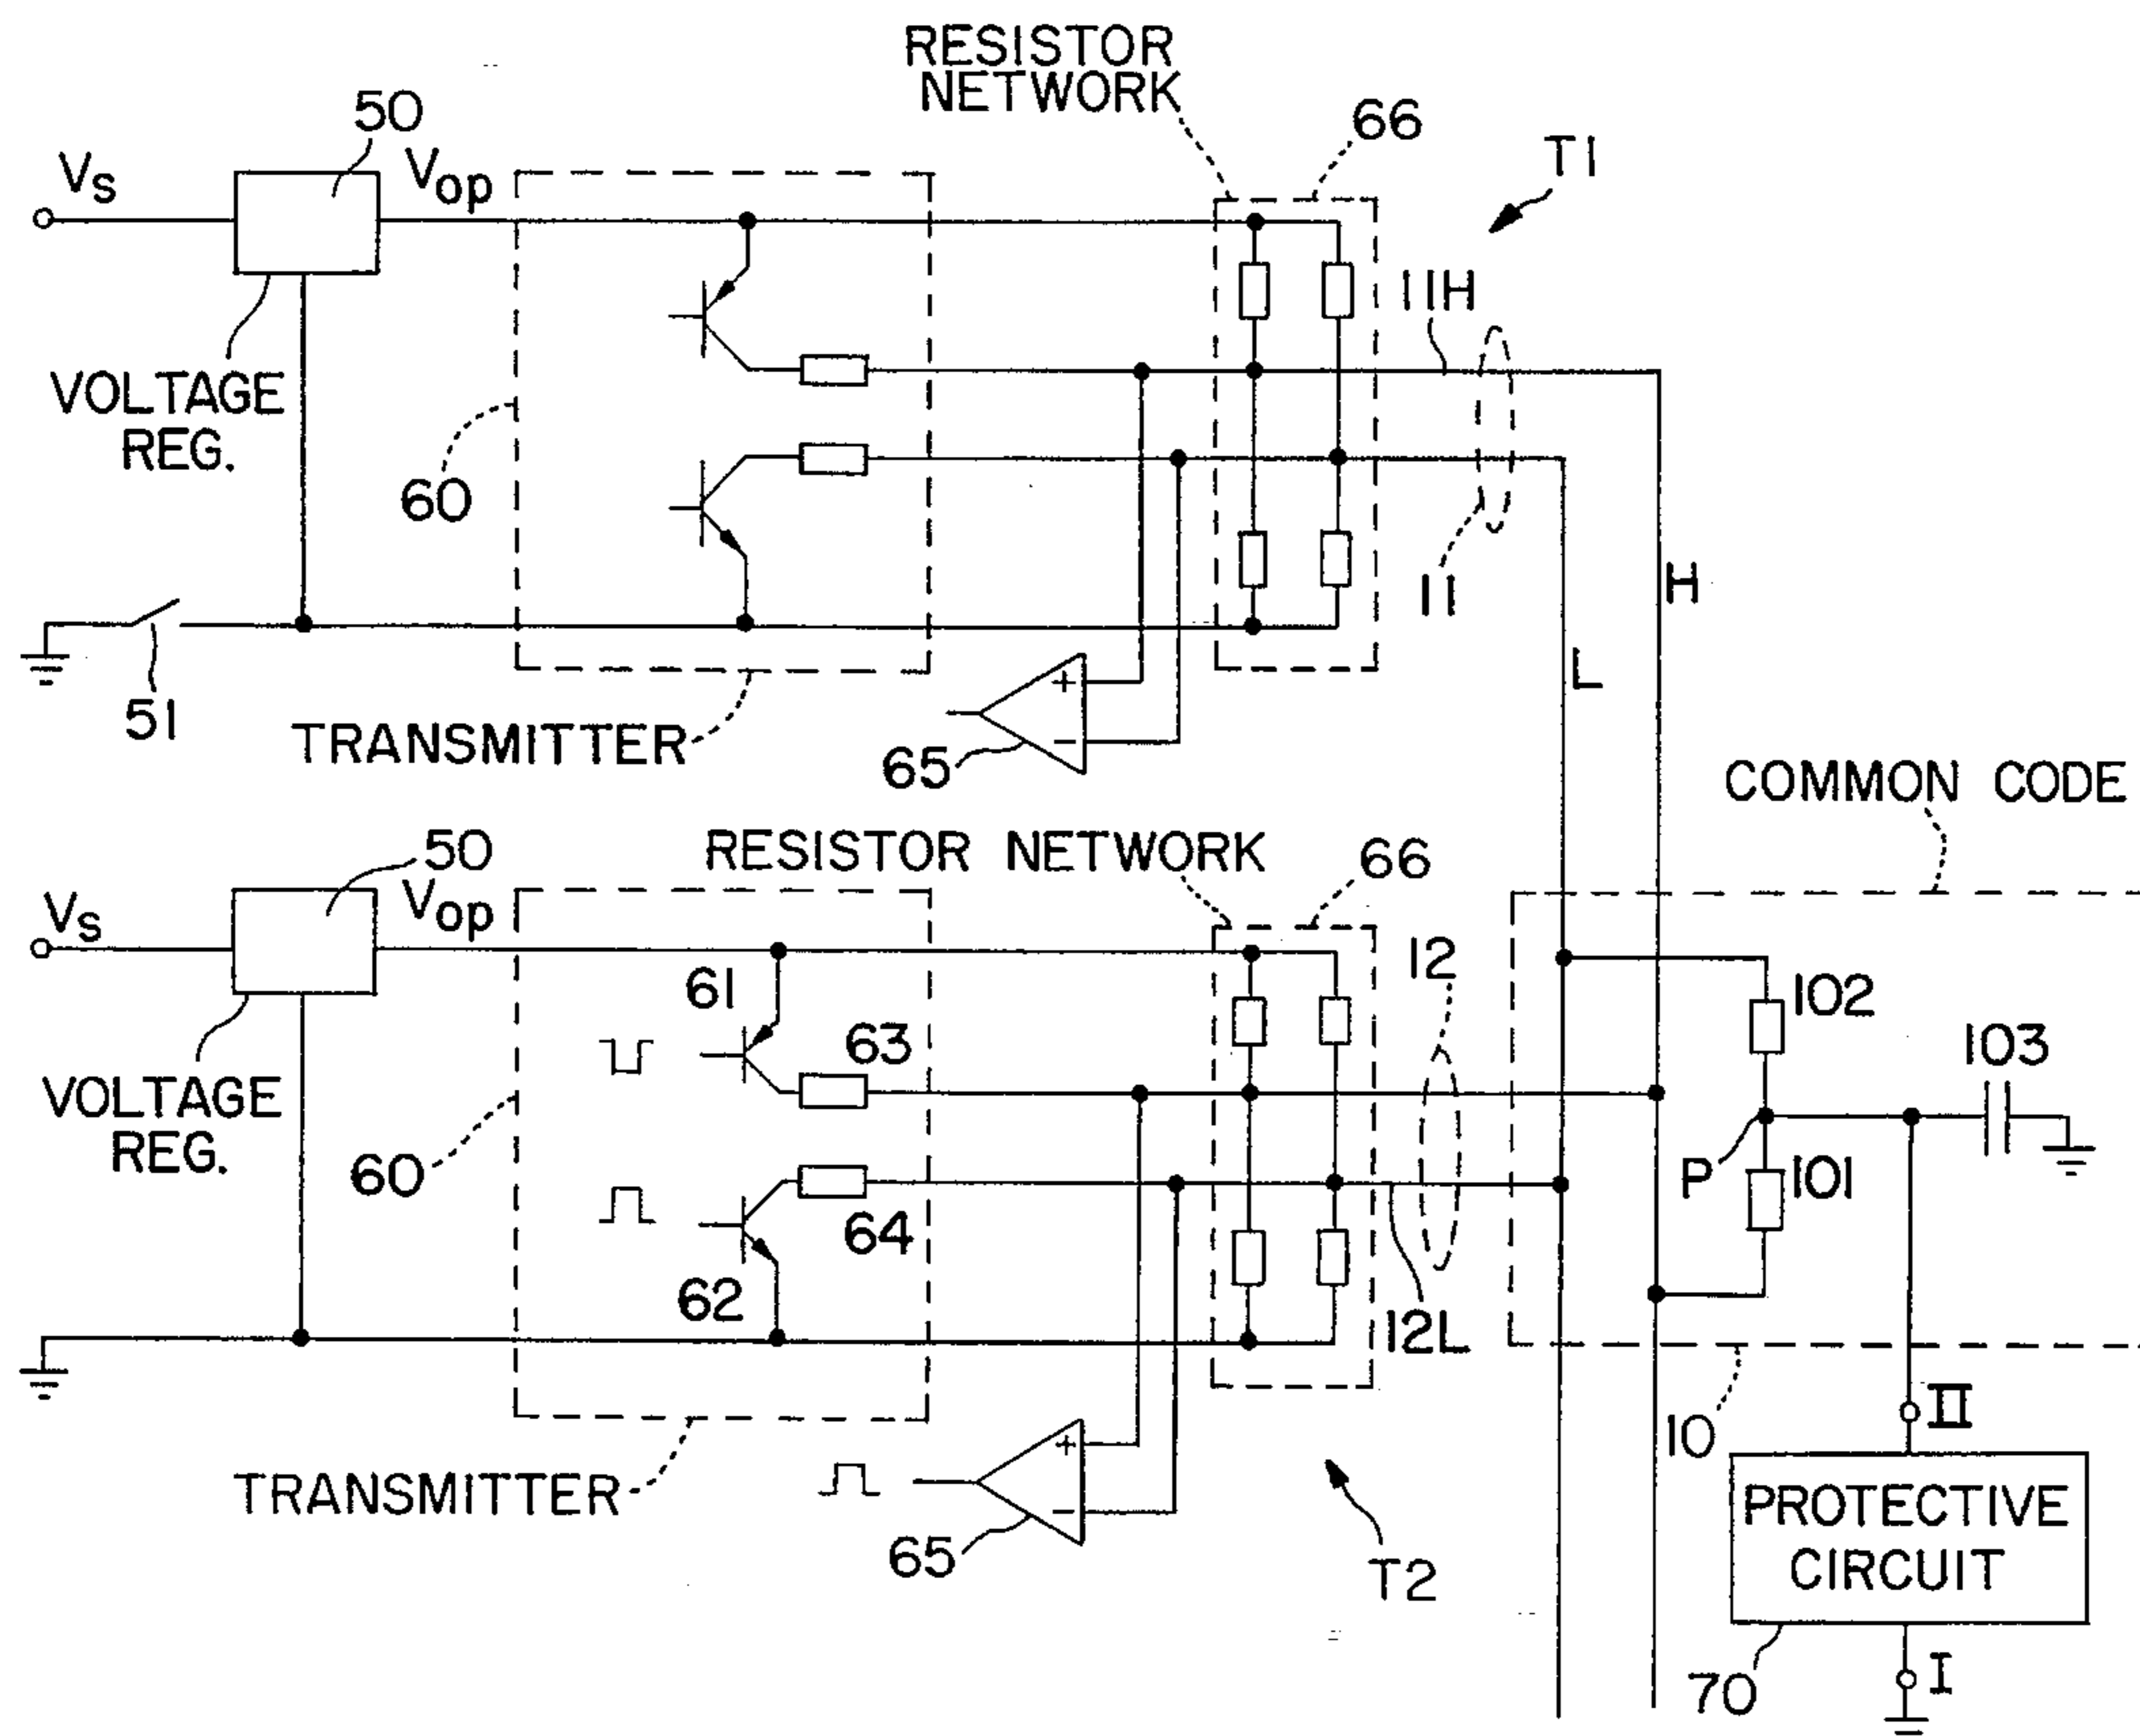 RESISTOR
NETWORK
50
66
T1
Vs
Vop
11H
VOLTAGE
REG.
60
11
H
L
51
+
−
TRANSMITTER
65
COMMON CODE
50
RESISTOR NETWORK
66
Vs
Vop
12
61
102
63
103
VOLTAGE
REG.
60
P
101
64
62
12L
10
II
+
−
TRANSMITTER
65
PROTECTIVE
CIRCUIT
T2
70
I